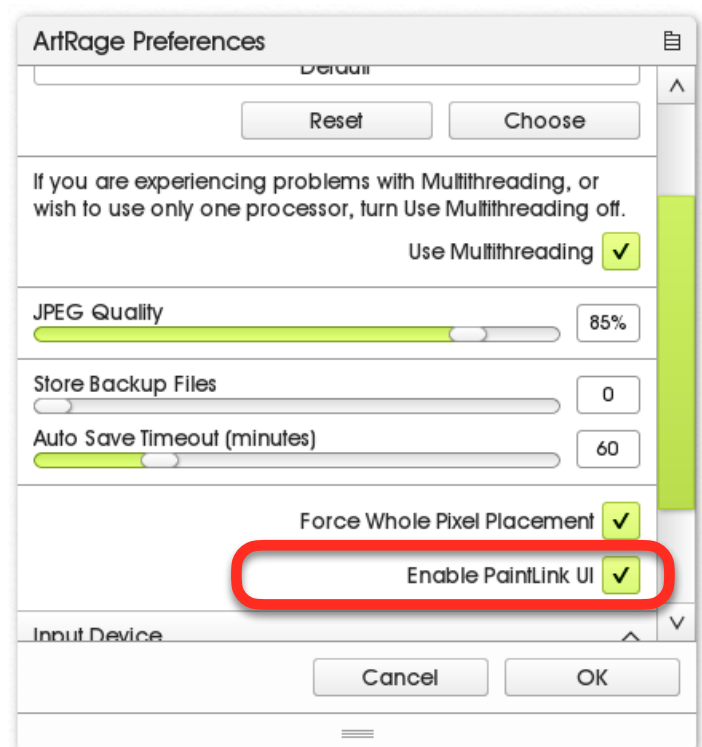 ArtRage Preferences
Default
Reset Choose
If you are experiencing problems with Multithreading, or
wish to use only one processor, turn Use Multithreading off.
Use Multithreading
JPEG Quality
85%
Store Backup Files
0
Auto Save Timeout (minutes)
60
Force Whole Pixel Placement
Enable PaintLink UI
Input Device
Cancel OK